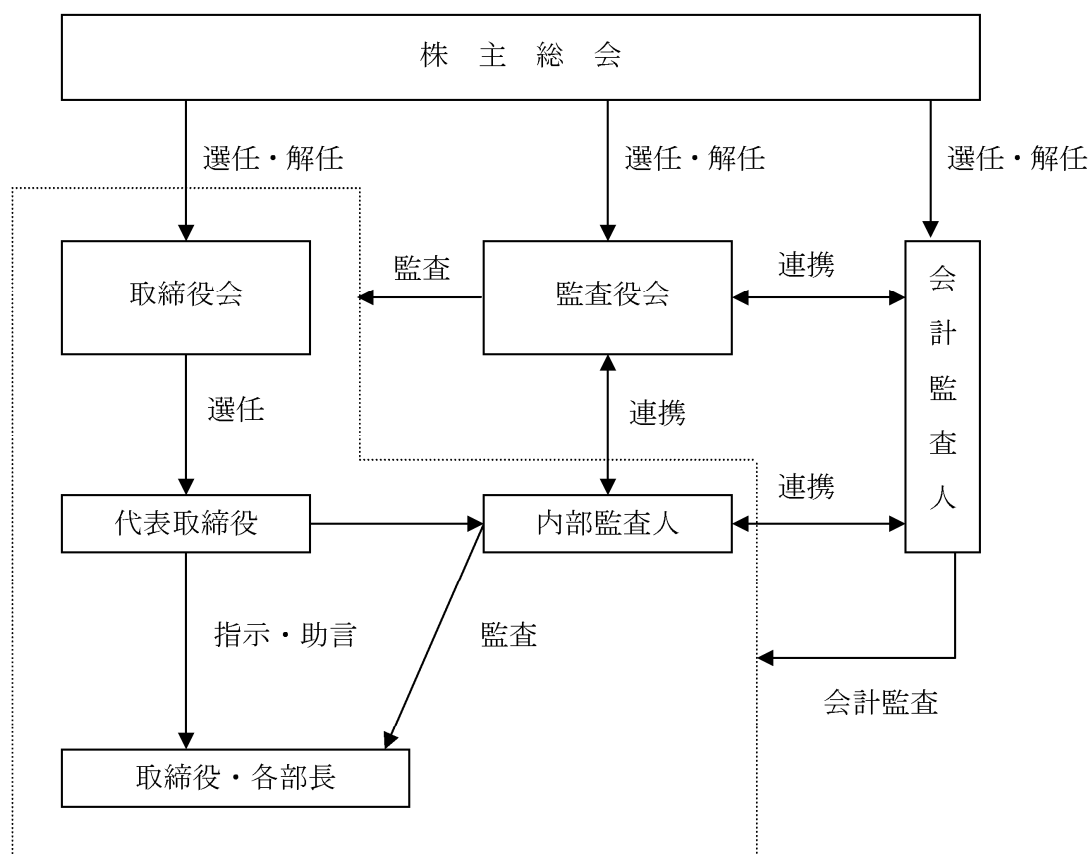 株主総会
選任・解任
選任・解任
選任・解任
取締役会
監査
監査役会
連携
会計監査人
選任
連携
連携
代表取締役
内部監査人
指示・助言
監査
会計監査
取締役・各部長